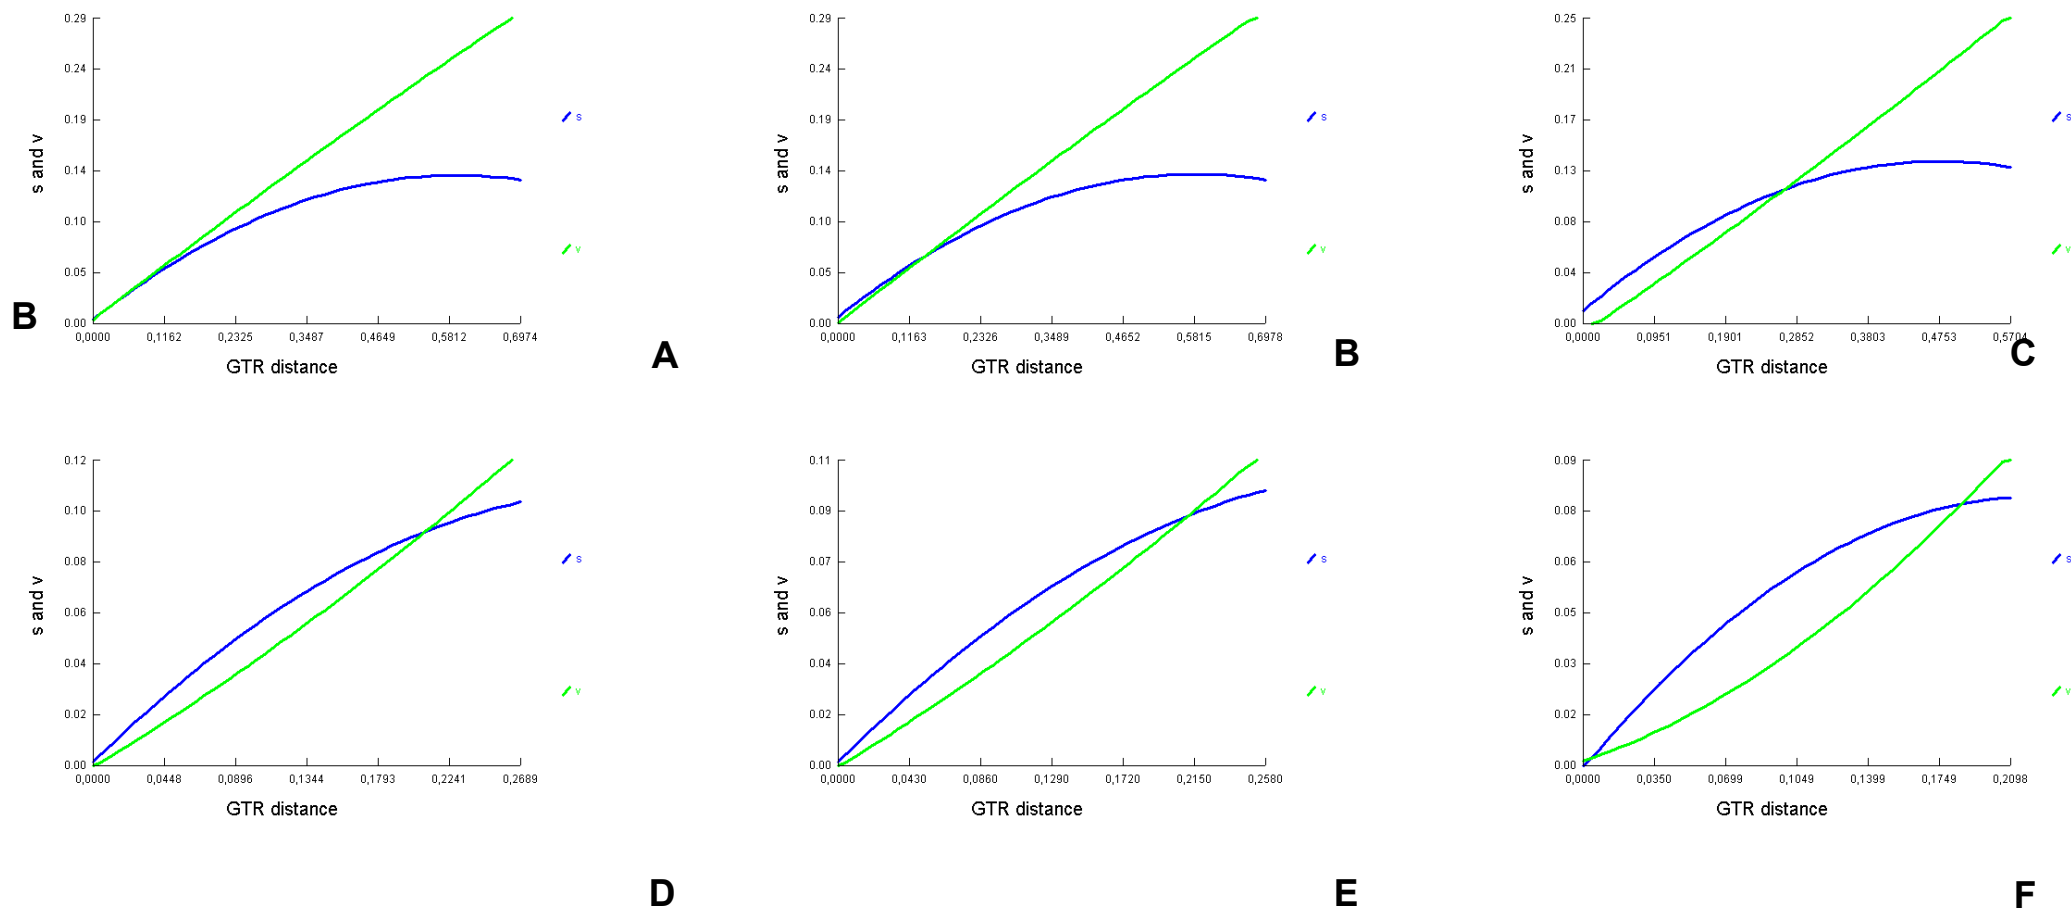 0.29
0.24
0.19
0.14
0.10
0.05
0.00
s and v
0,0000 0,1162 0,2325 0,3487 0,4649 0,5812 0,6974
GTR distance
s
v
B
A
0.29
0.24
0.19
0.14
0.10
0.05
0.00
s and v
0,0000 0,1163 0,2326 0,3489 0,4652 0,5815 0,6978
GTR distance
s
v
B
0.25
0.21
0.17
0.13
0.08
0.04
0.00
s and v
0,0000 0,0951 0,1901 0,2852 0,3803 0,4753 0,5704
GTR distance
s
v
C
0.12
0.10
0.08
0.06
0.04
0.02
0.00
s and v
0,0000 0,0448 0,0896 0,1344 0,1793 0,2241 0,2689
GTR distance
s
v
D
0.11
0.09
0.07
0.06
0.04
0.02
0.00
s and v
0,0000 0,0430 0,0860 0,1290 0,1720 0,2150 0,2580
GTR distance
s
v
E
0.09
0.08
0.06
0.05
0.03
0.02
0.00
s and v
0,0000 0,0350 0,0699 0,1049 0,1399 0,1749 0,2098
GTR distance
s
v
F